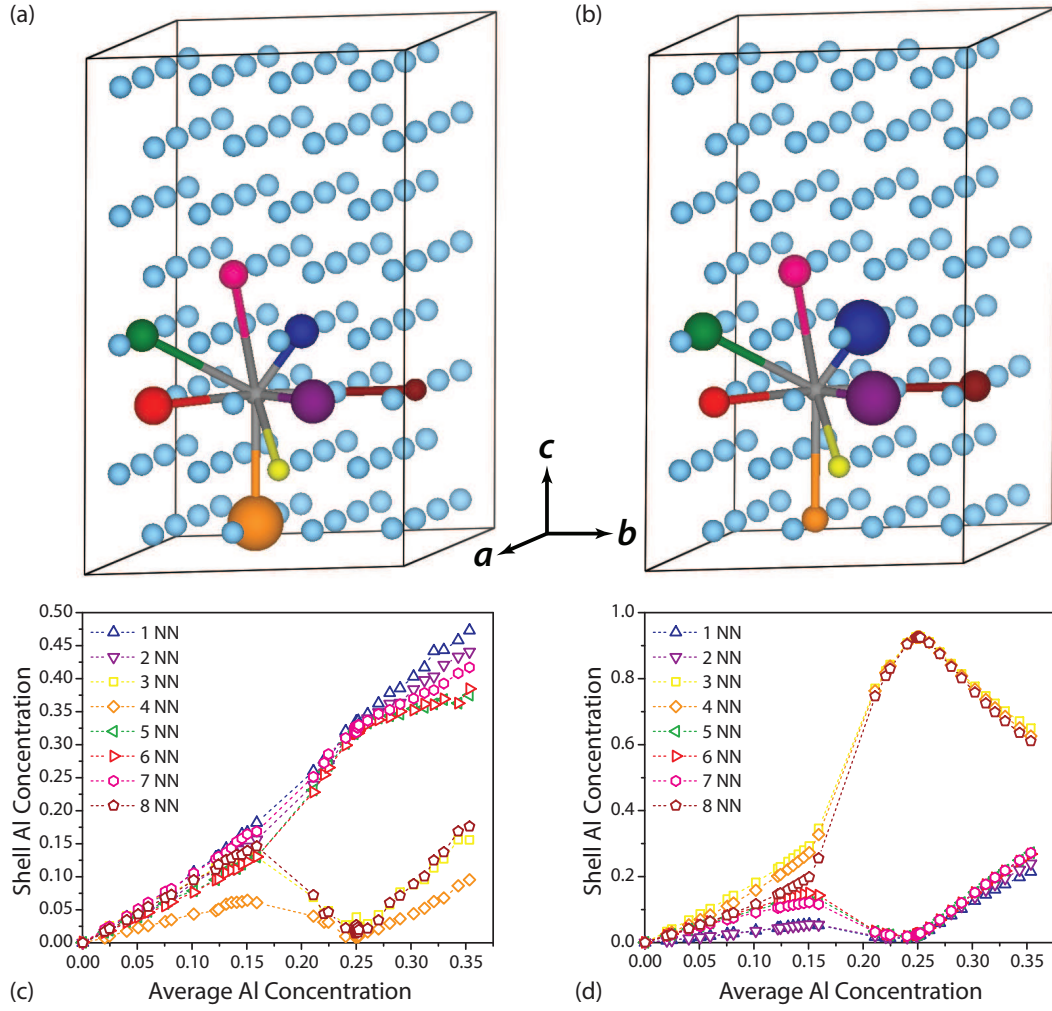 (a)
(b)
c
a
b
0.50
0.45
0.40
0.35
0.30
0.25
0.20
0.15
0.10
0.05
0.00
Shell Al Concentration
1 NN
2 NN
3 NN
4 NN
5 NN
6 NN
7 NN
8 NN
0.00 0.05 0.10 0.15 0.20 0.25 0.30 0.35
(c)
Average Al Concentration
1.0
0.8
0.6
0.4
0.2
0.0
Shell Al Concentration
1 NN
2 NN
3 NN
4 NN
5 NN
6 NN
7 NN
8 NN
0.00 0.05 0.10 0.15 0.20 0.25 0.30 0.35
(d)
Average Al Concentration